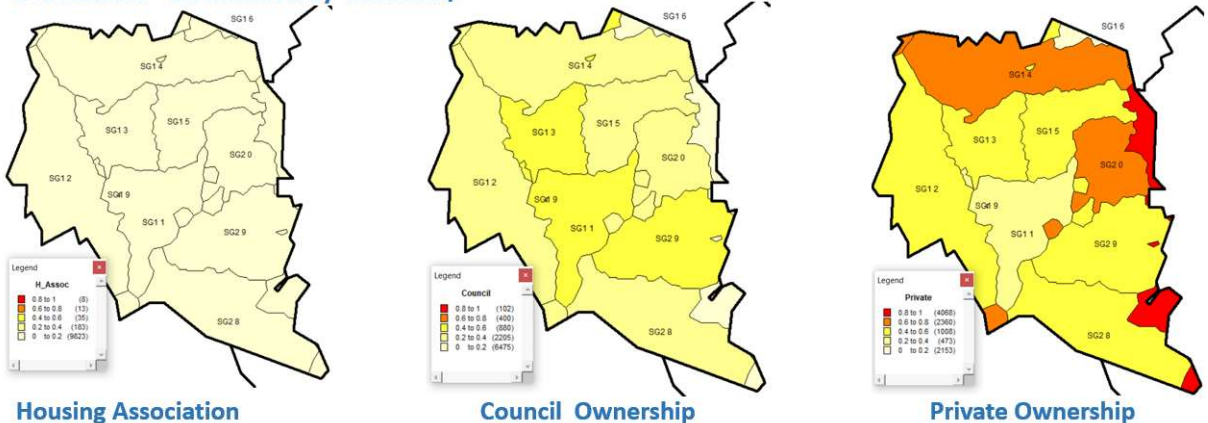 SG1 6
SG1 4
SG1 3
SG1 5
SG2 0
SG1 2
SG1 9
SG1 1
SG2 9
SG2 8
Legend
H_Assoc
0.8 to 1 (8)
0.6 to 0.8 (13)
0.4 to 0.6 (35)
0.2 to 0.4 (183)
0 to 0.2 (9623)
Housing Association
SG1 6
SG1 4
SG1 3
SG1 5
SG2 0
SG1 2
SG1 9
SG1 1
SG2 9
SG2 8
Legend
Council
0.8 to 1 (102)
0.6 to 0.8 (400)
0.4 to 0.6 (880)
0.2 to 0.4 (2205)
0 to 0.2 (6475)
Council Ownership
SG1 6
SG1 4
SG1 3
SG1 5
SG2 0
SG1 2
SG1 9
SG1 1
SG2 9
SG2 8
Legend
Private
0.8 to 1 (4068)
0.6 to 0.8 (2360)
0.4 to 0.6 (1008)
0.2 to 0.4 (473)
0 to 0.2 (2153)
Private Ownership